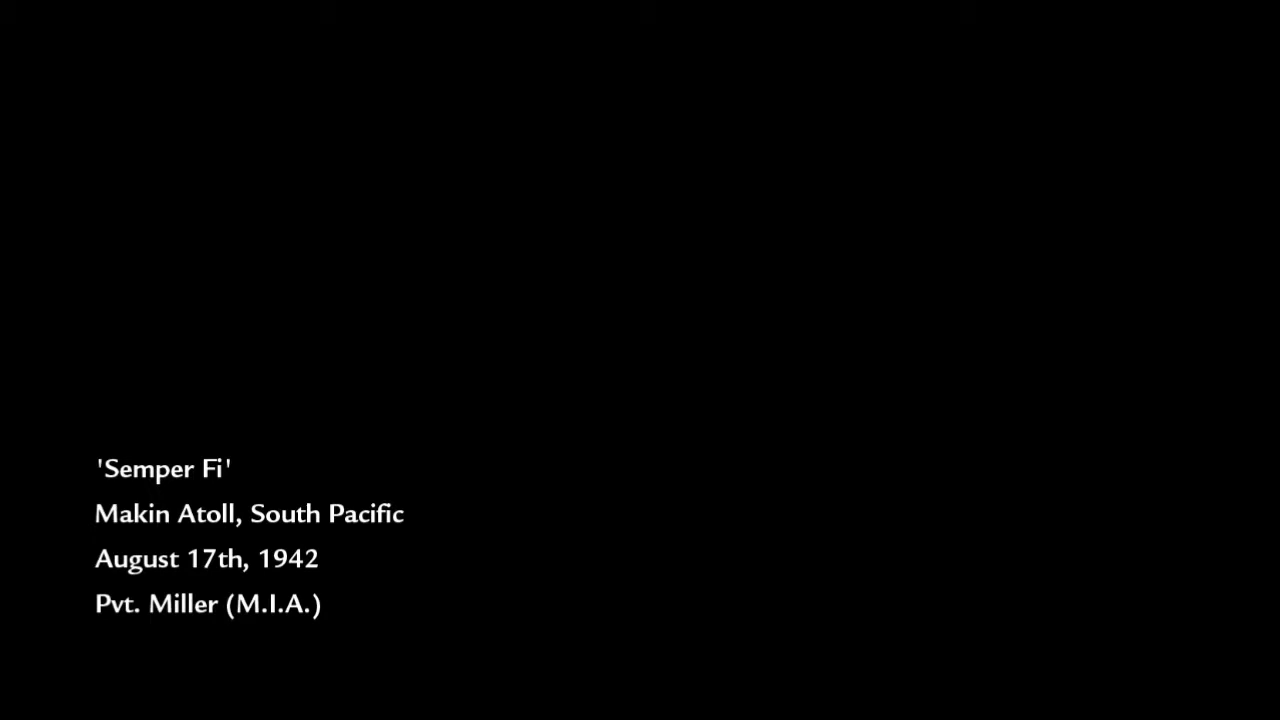 'Semper Fi'
Makin Atoll, South Pacific
August 17th, 1942
Pvt. Miller (M.I.A.)